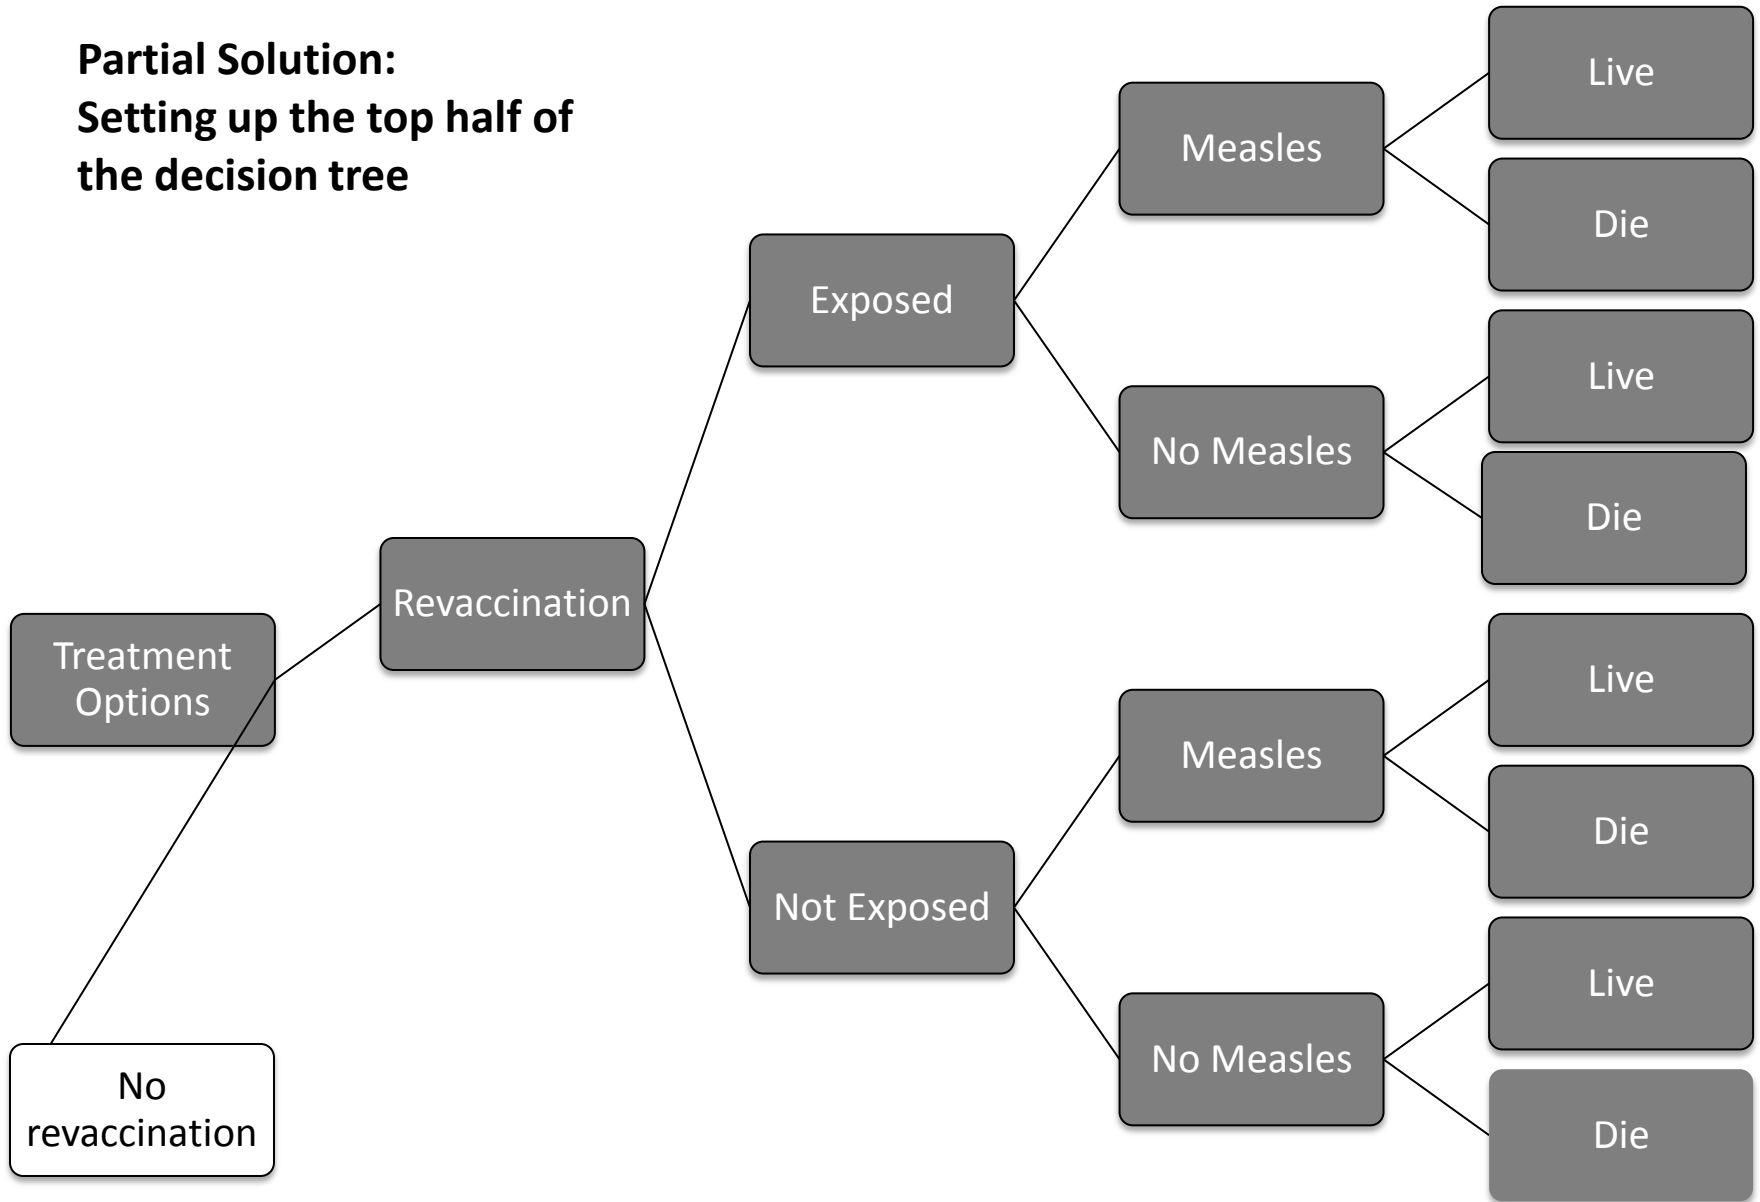 Partial Solution:
Setting up the top half of
the decision tree
Treatment
Options
No
revaccination
Revaccination
Exposed
Not Exposed
Measles
No Measles
Measles
No Measles
Live
Die
Live
Die
Live
Die
Live
Die